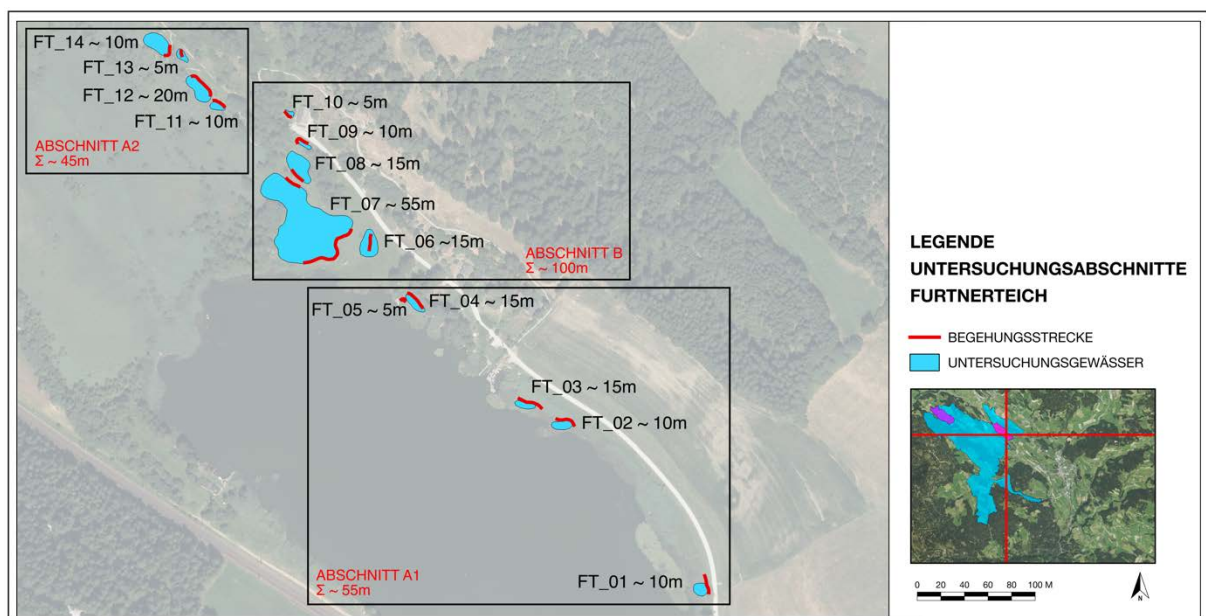 FT_14 ~ 10m
FT_13 ~ 5m
FT_12 ~ 20m
FT_11 ~ 10m
ABSCHNITT A2
Σ ~ 45m
FT_10 ~ 5m
FT_09 ~ 10m
FT_08 ~ 15m
FT_07 ~ 55m
FT_06 ~15m
ABSCHNITT B
Σ ~ 100m
FT_05 ~ 5m
FT_04 ~ 15m
FT_03 ~ 15m
FT_02 ~ 10m
FT_01 ~ 10m
ABSCHNITT A1
Σ ~ 55m
LEGENDE
UNTERSUCHUNGSABSCHNITTE
FURTNERTEICH
BEGEHUNGSSTRECKE
UNTERSUCHUNGSGEWÄSSER
0 20 40 60 80 100 M
N